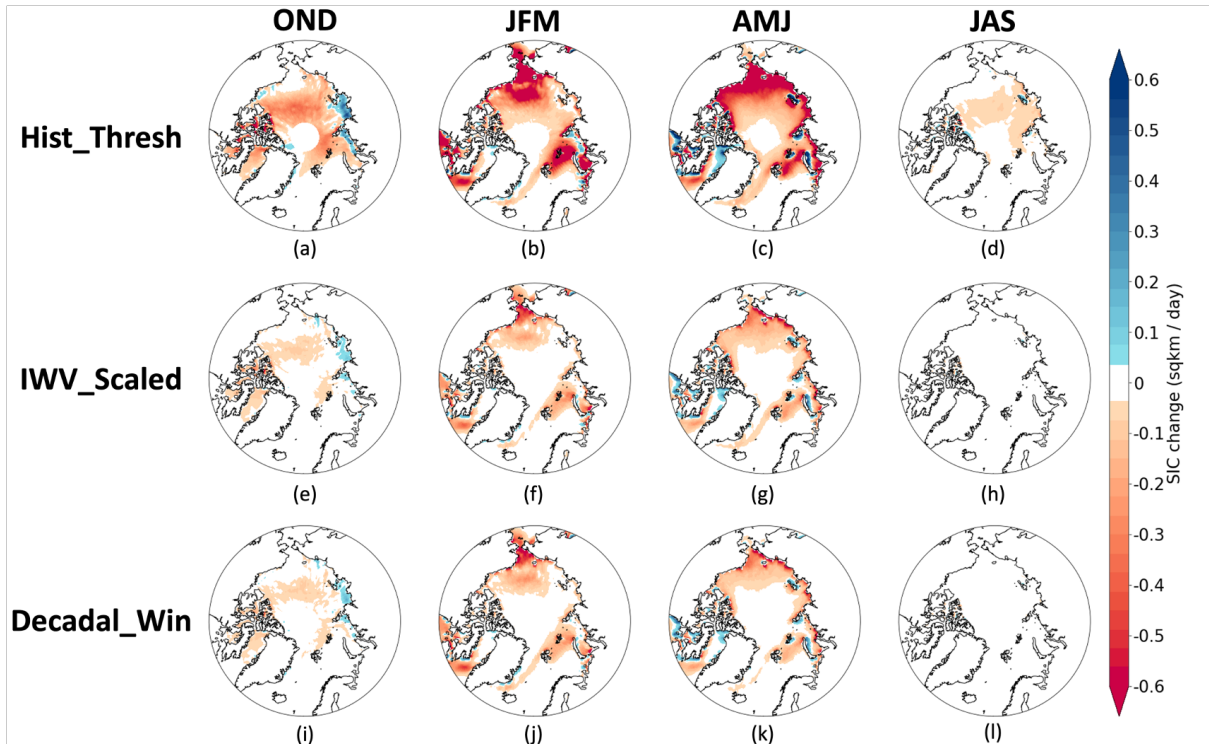 OND JFM AMJ JAS
Hist_Thresh
(a) (b) (c) (d)
IWV_Scaled
(e) (f) (g) (h)
Decadal_Win
(i) (j) (k) (l)
0.6
0.5
0.4
0.3
0.2
0.1
0
-0.1
-0.2
-0.3
-0.4
-0.5
-0.6
SIC change (sqkm / day)